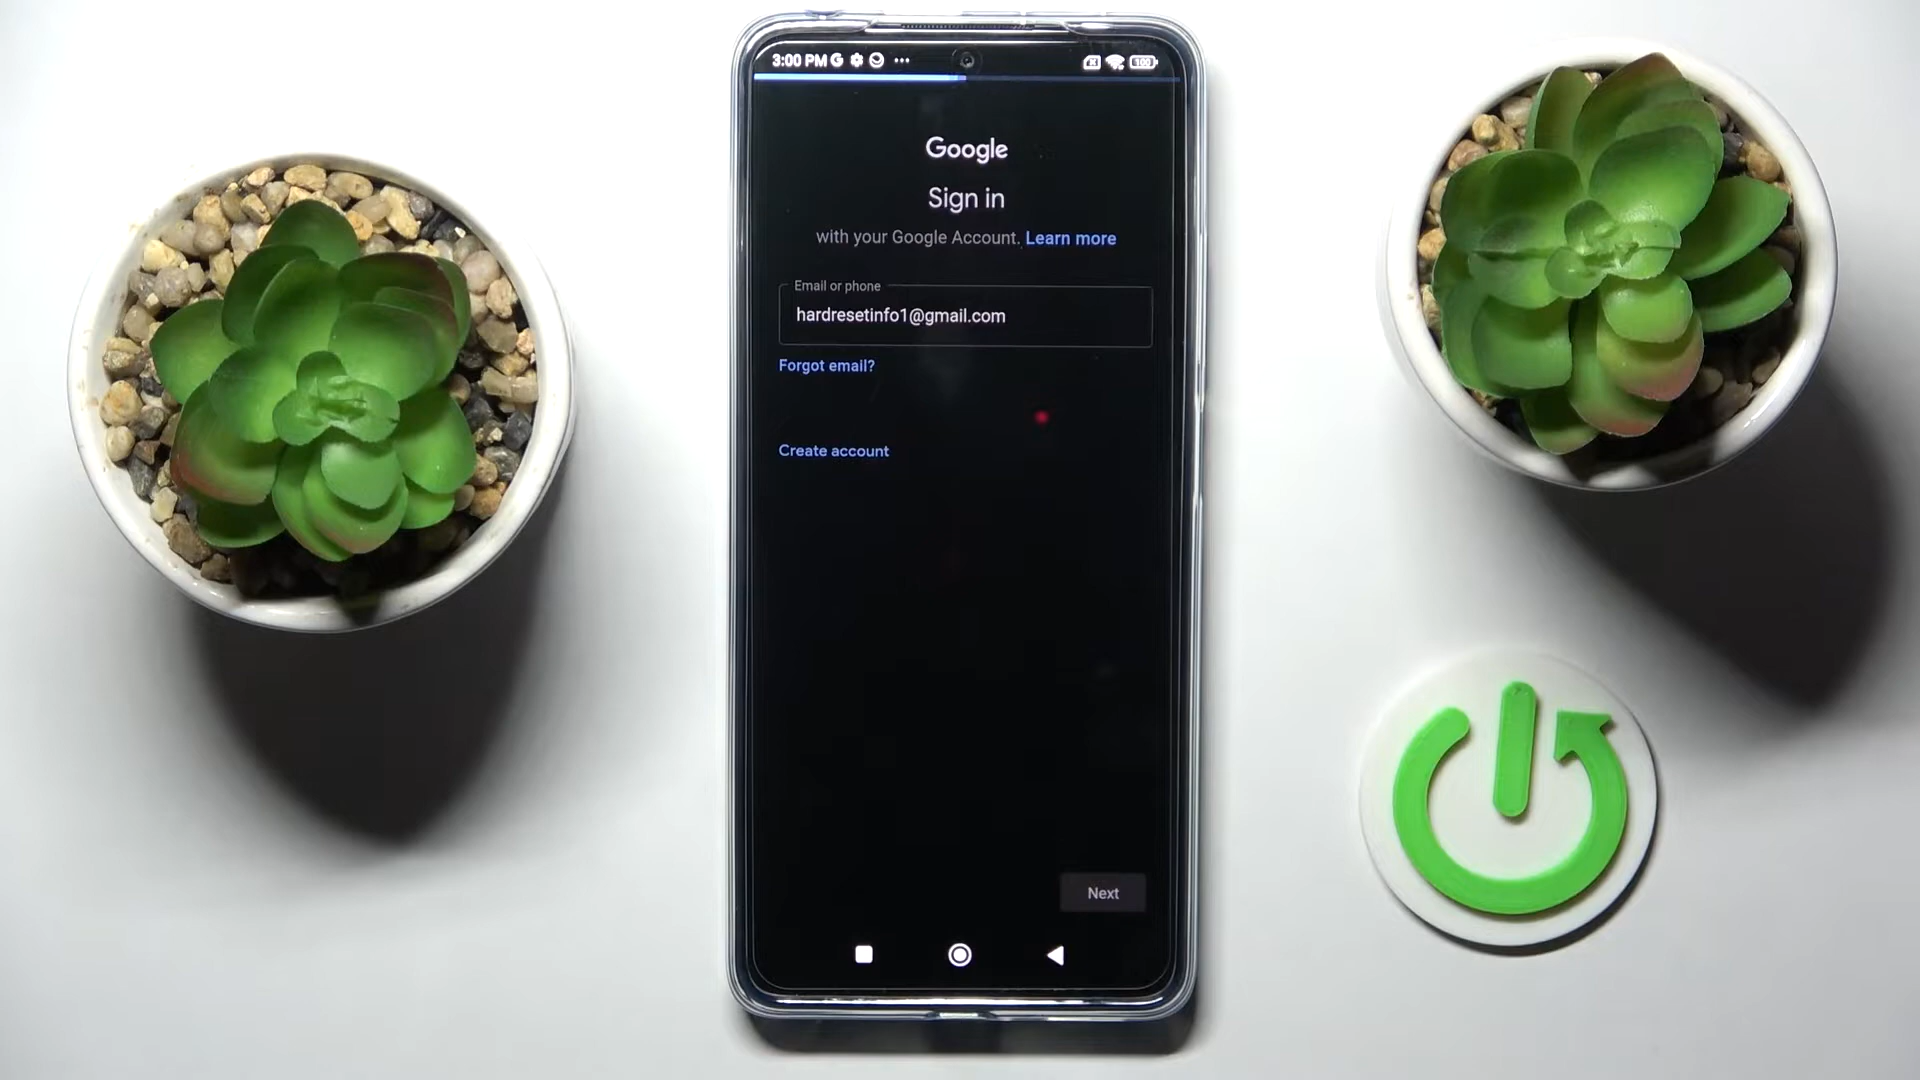 3:00 PM
100
Google
Sign in
with your Google Account. Learn more
Email or phone
hardresetinfo1@gmail.com
Forgot email?
Create account
Next